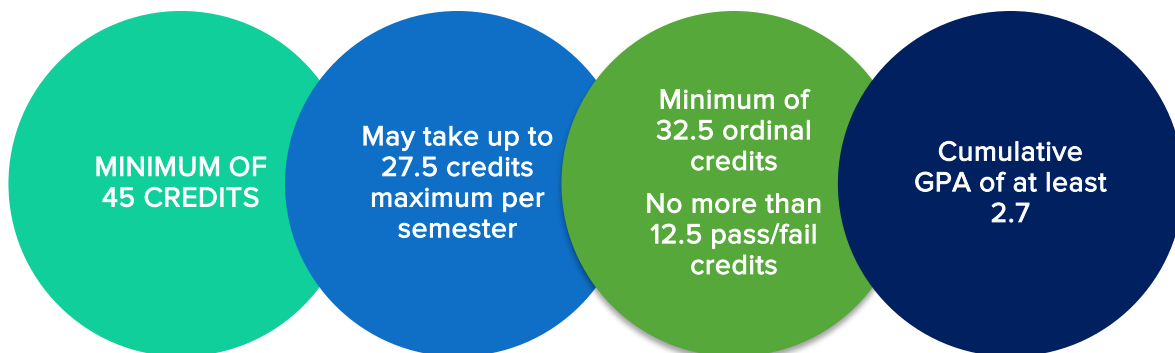 MINIMUM OF
45 CREDITS
May take up to
27.5 credits
maximum per
semester
Minimum of
32.5 ordinal
credits
No more than
12.5 pass/fail
credits
Cumulative
GPA of at least
2.7